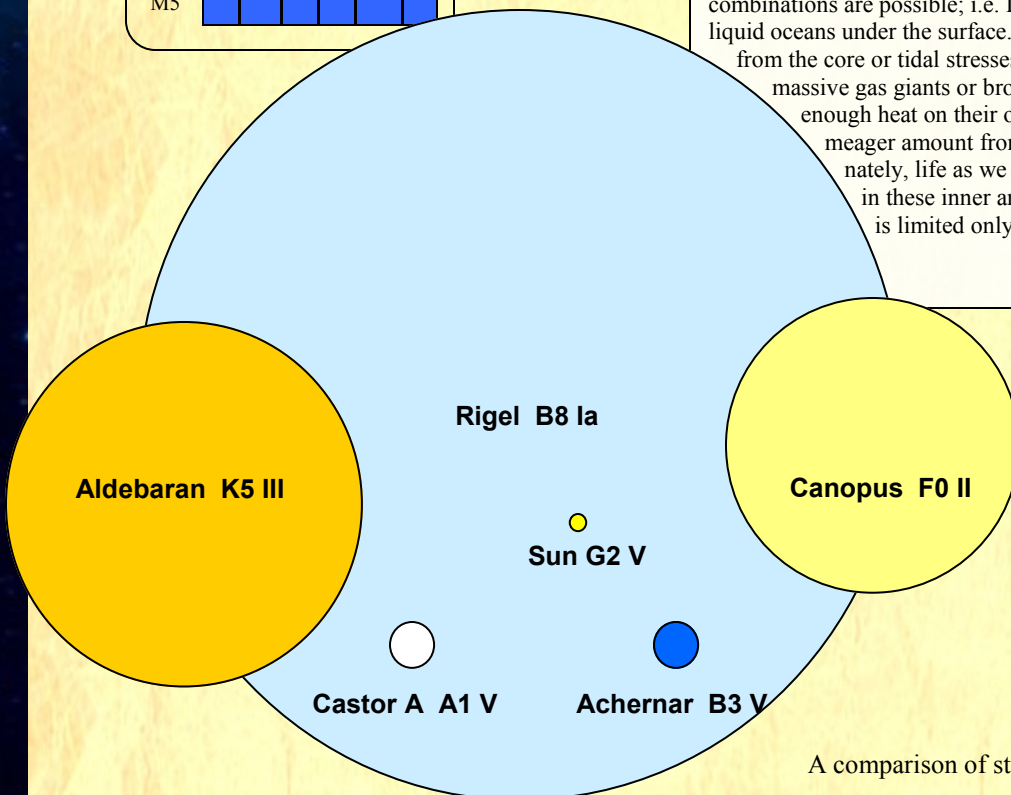 M5
combinations are possible; i.e.
liquid oceans under the surface.
from the core or tidal stresse
massive gas giants or bro
enough heat on their o
meager amount fro
nately, life as we
in these inner a
is limited only
Rigel B8 Ia
Aldebaran K5 III
Canopus F0 II
Sun G2 V
Castor A A1 V
Achernar B3 V
A comparison of st